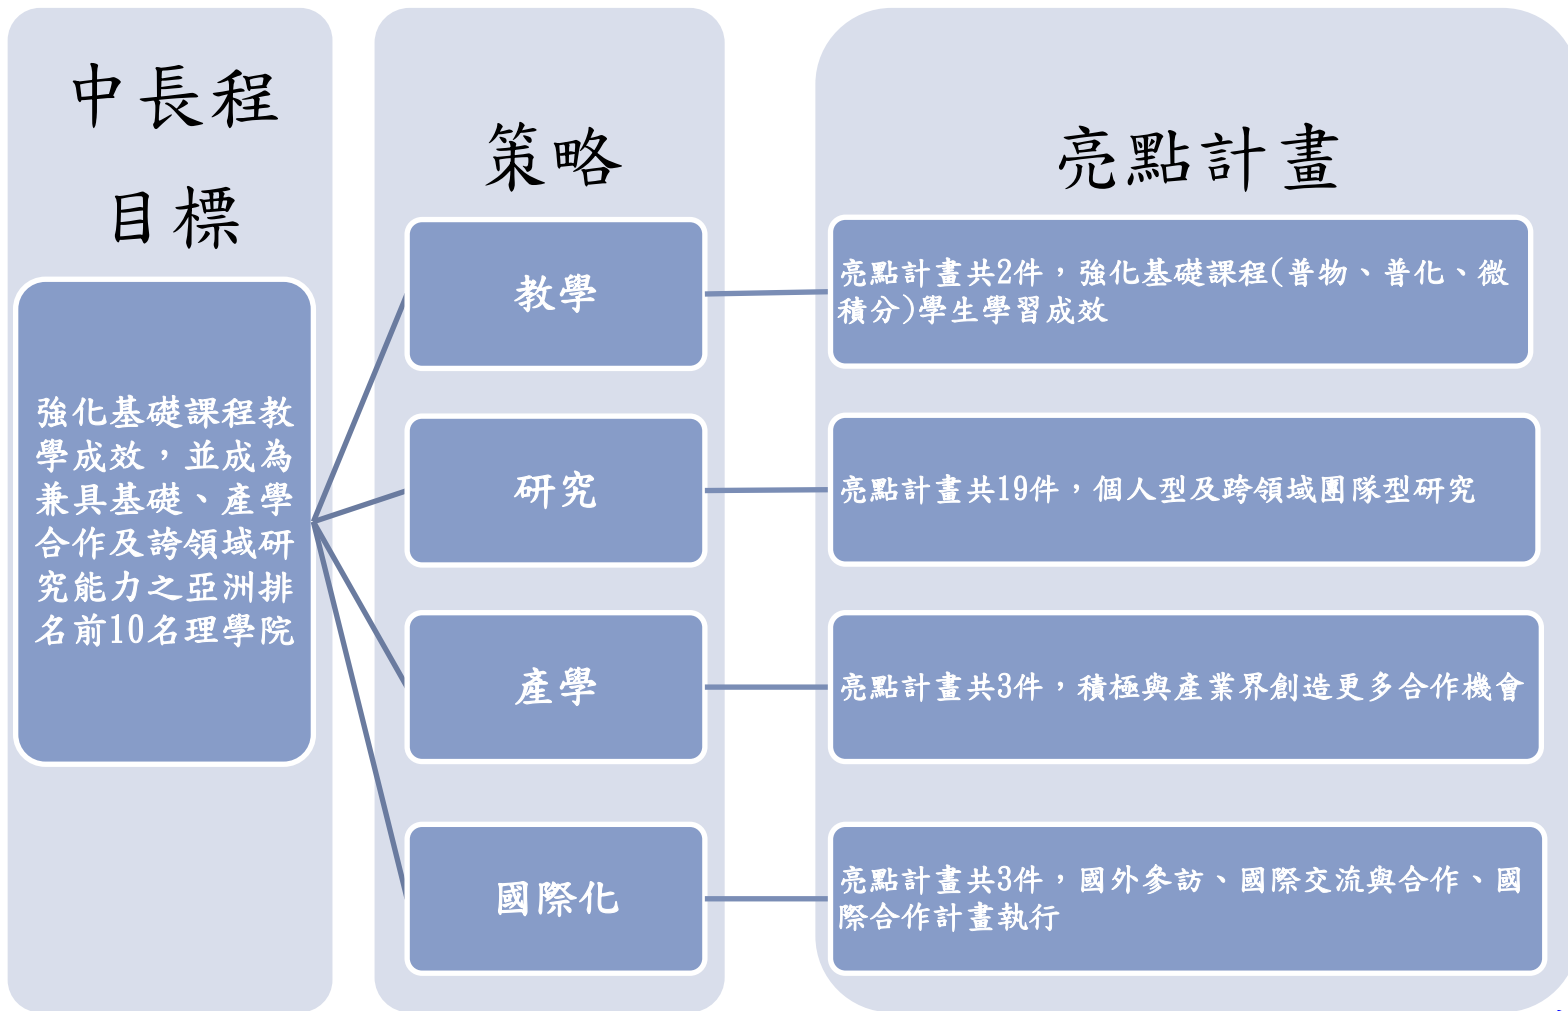 中長程
目標
強化基礎課程教
學成效，並成為
兼具基礎、產學
合作及誇領域研
究能力之亞洲排
名前10名理學院
策略
教學
研究
產學
國際化
亮點計畫
亮點計畫共2件，強化基礎課程(普物、普化、微
積分)學生學習成效
亮點計畫共19件，個人型及跨領域團隊型研究
亮點計畫共3件，積極與產業界創造更多合作機會
亮點計畫共3件，國外參訪、國際交流與合作、國
際合作計畫執行